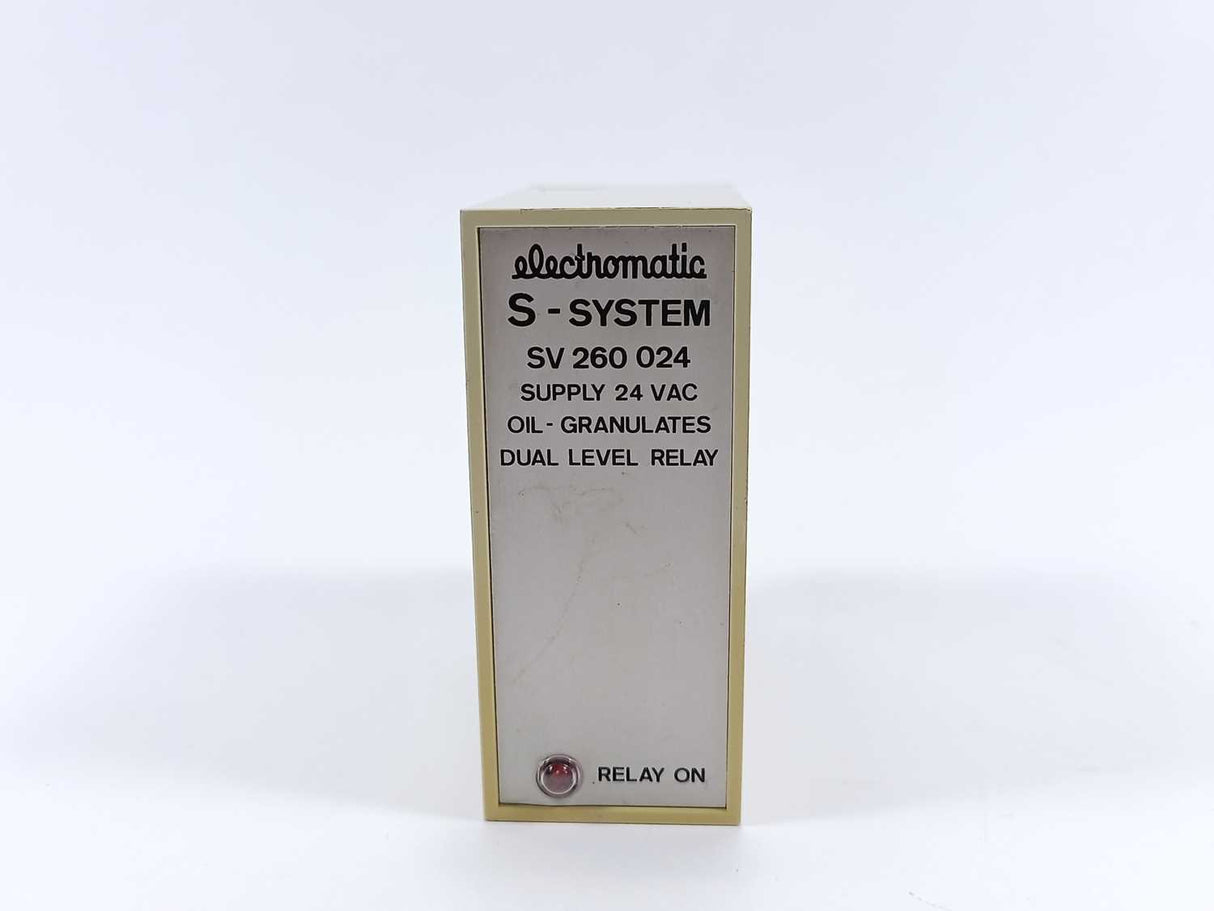 electromatic
S - SYSTEM
SV 260 024
SUPPLY 24 VAC
OIL - GRANULATES
DUAL LEVEL RELAY
RELAY ON